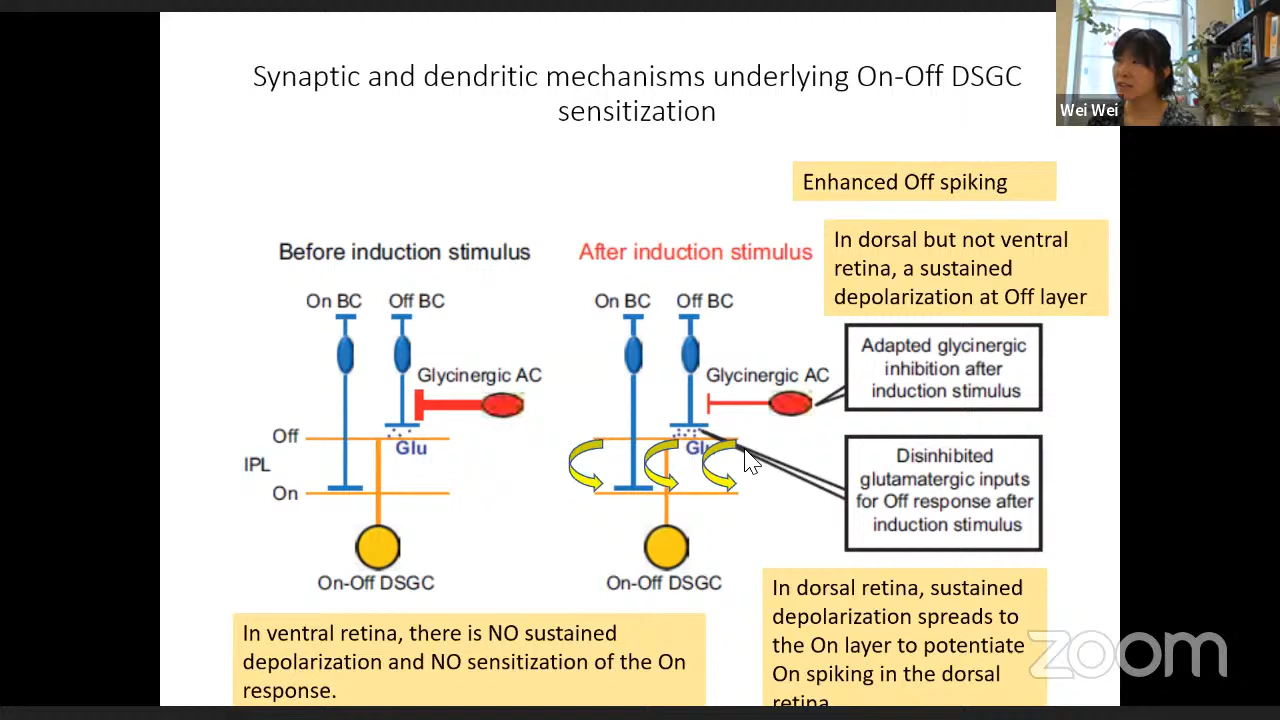 Synaptic and dendritic mechanisms underlying On-Off DSGC
sensitization
Wei Wei
Enhanced Off spiking
In dorsal but not ventral
retina, a sustained
depolarization at Off layer
Before induction stimulus
After induction stimulus
On BC
Off BC
Glycinergic AC
Off
Glu
IPL
On
On-Off DSGC
On BC
Off BC
Glycinergic AC
Glu
On-Off DSGC
Adapted glycinergic
inhibition after
induction stimulus
Disinhibited
glutamatergic inputs
for Off response after
induction stimulus
In ventral retina, there is NO sustained
depolarization and NO sensitization of the On
response.
In dorsal retina, sustained
depolarization spreads to
the On layer to potentiate
On spiking in the dorsal
retina
zoom